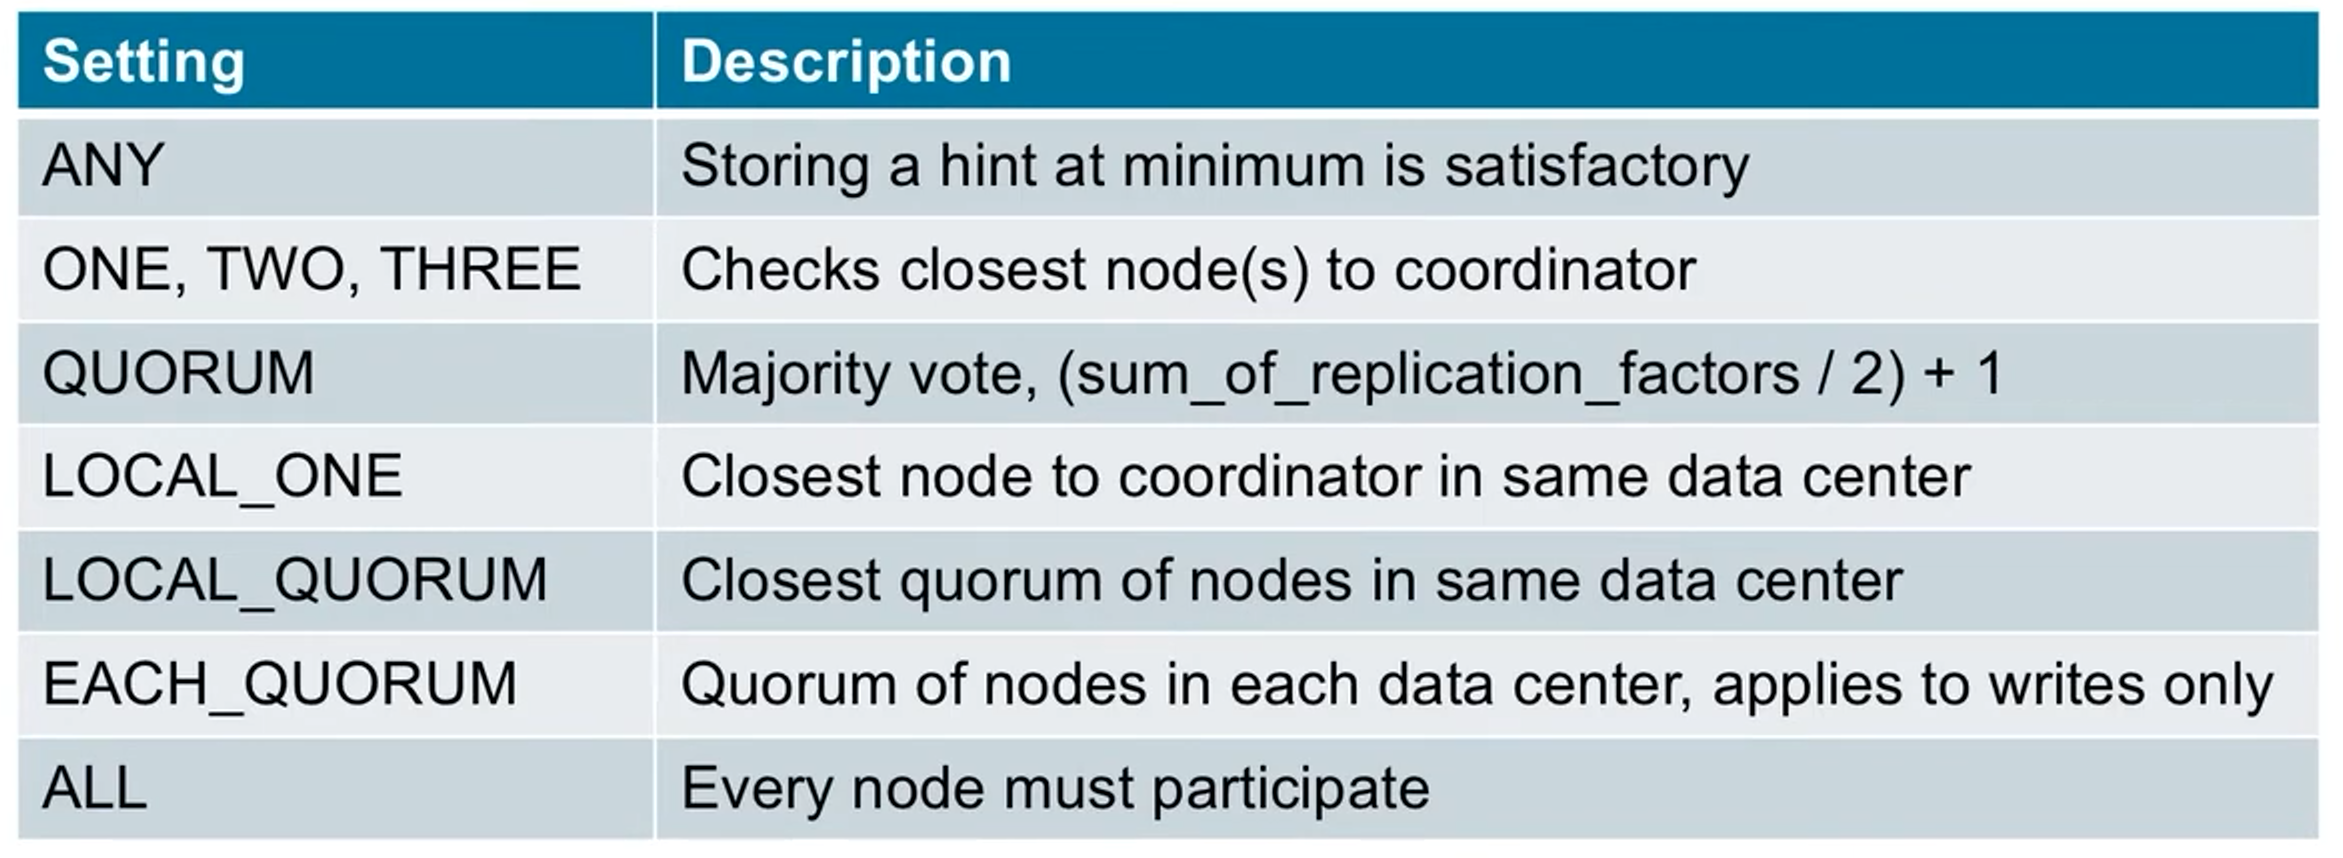 Setting Description
ANY Storing a hint at minimum is satisfactory
ONE, TWO, THREE Checks closest node(s) to coordinator
QUORUM Majority vote, (sum_of_replication_factors / 2) + 1
LOCAL_ONE Closest node to coordinator in same data center
LOCAL_QUORUM Closest quorum of nodes in same data center
EACH_QUORUM Quorum of nodes in each data center, applies to writes only
ALL Every node must participate